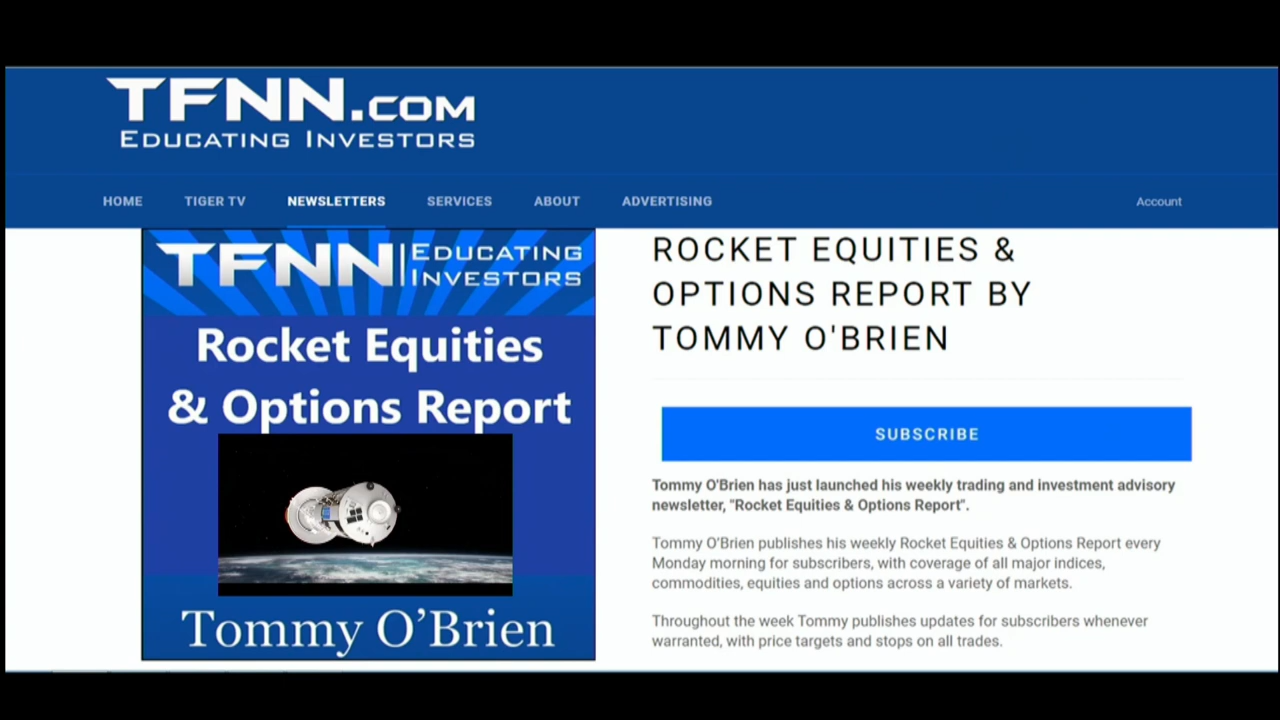 TFNN.COM
EDUCATING INVESTORS
HOME TIGER TV NEWSLETTERS SERVICES ABOUT ADVERTISING Account
TFNN|EDUCATING
INVESTORS
Rocket Equities
& Options Report
Tommy O’Brien
ROCKET EQUITIES &
OPTIONS REPORT BY
TOMMY O'BRIEN
SUBSCRIBE
Tommy O'Brien has just launched his weekly trading and investment advisory
newsletter, "Rocket Equities & Options Report".
Tommy O'Brien publishes his weekly Rocket Equities & Options Report every
Monday morning for subscribers, with coverage of all major indices,
commodities, equities and options across a variety of markets.
Throughout the week Tommy publishes updates for subscribers whenever
warranted, with price targets and stops on all trades.